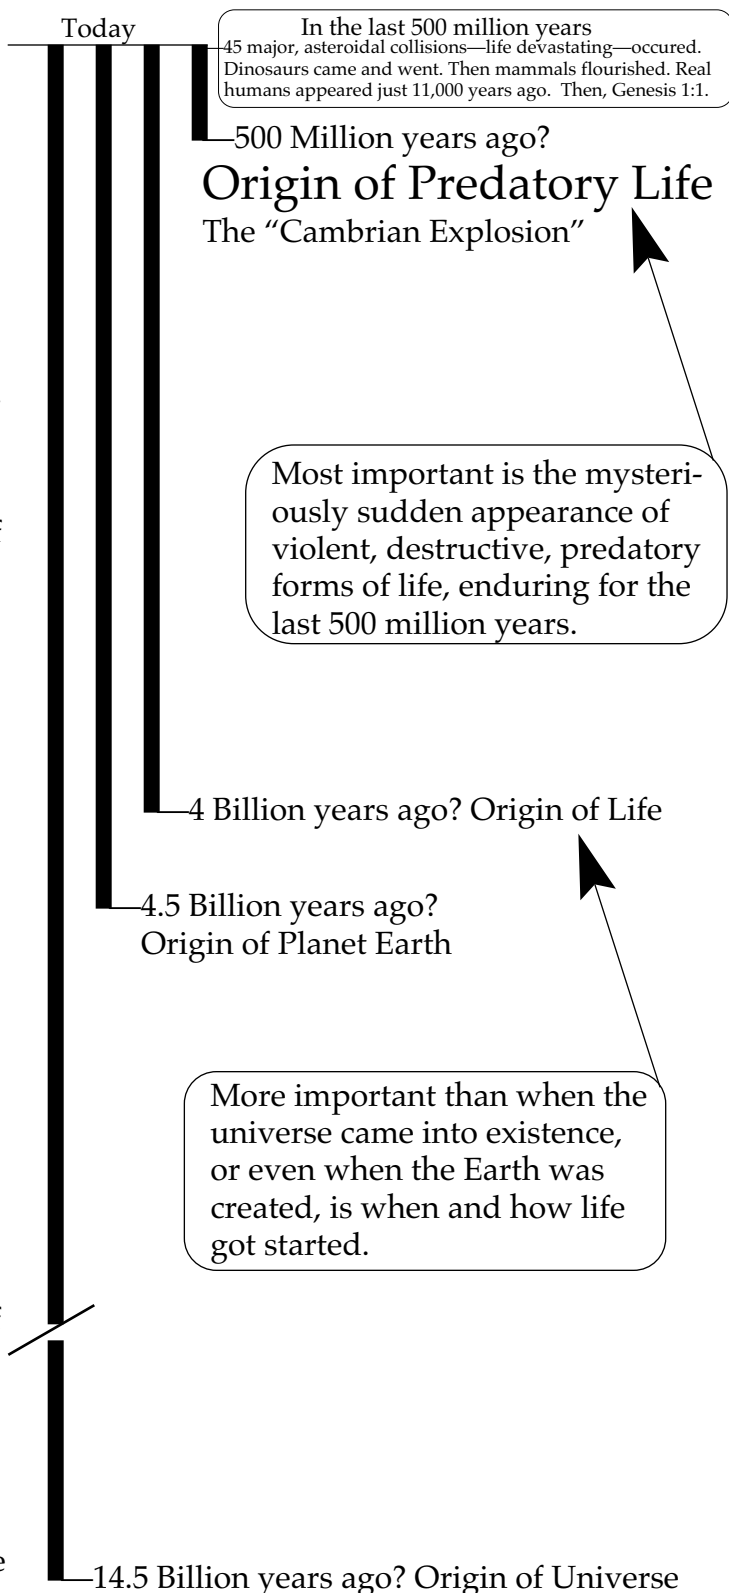 Today
In the last 500 million years
45 major, asteroidal collisions—life devastating—occured.
Dinosaurs came and went. Then mammals flourished. Real
humans appeared just 11,000 years ago. Then, Genesis 1:1.
500 Million years ago?
Origin of Predatory Life
The “Cambrian Explosion”
Most important is the mysteri-
ously sudden appearance of
violent, destructive, predatory
forms of life, enduring for the
last 500 million years.
4 Billion years ago? Origin of Life
4.5 Billion years ago?
Origin of Planet Earth
More important than when the
universe came into existence,
or even when the Earth was
created, is when and how life
got started.
14.5 Billion years ago? Origin of Universe